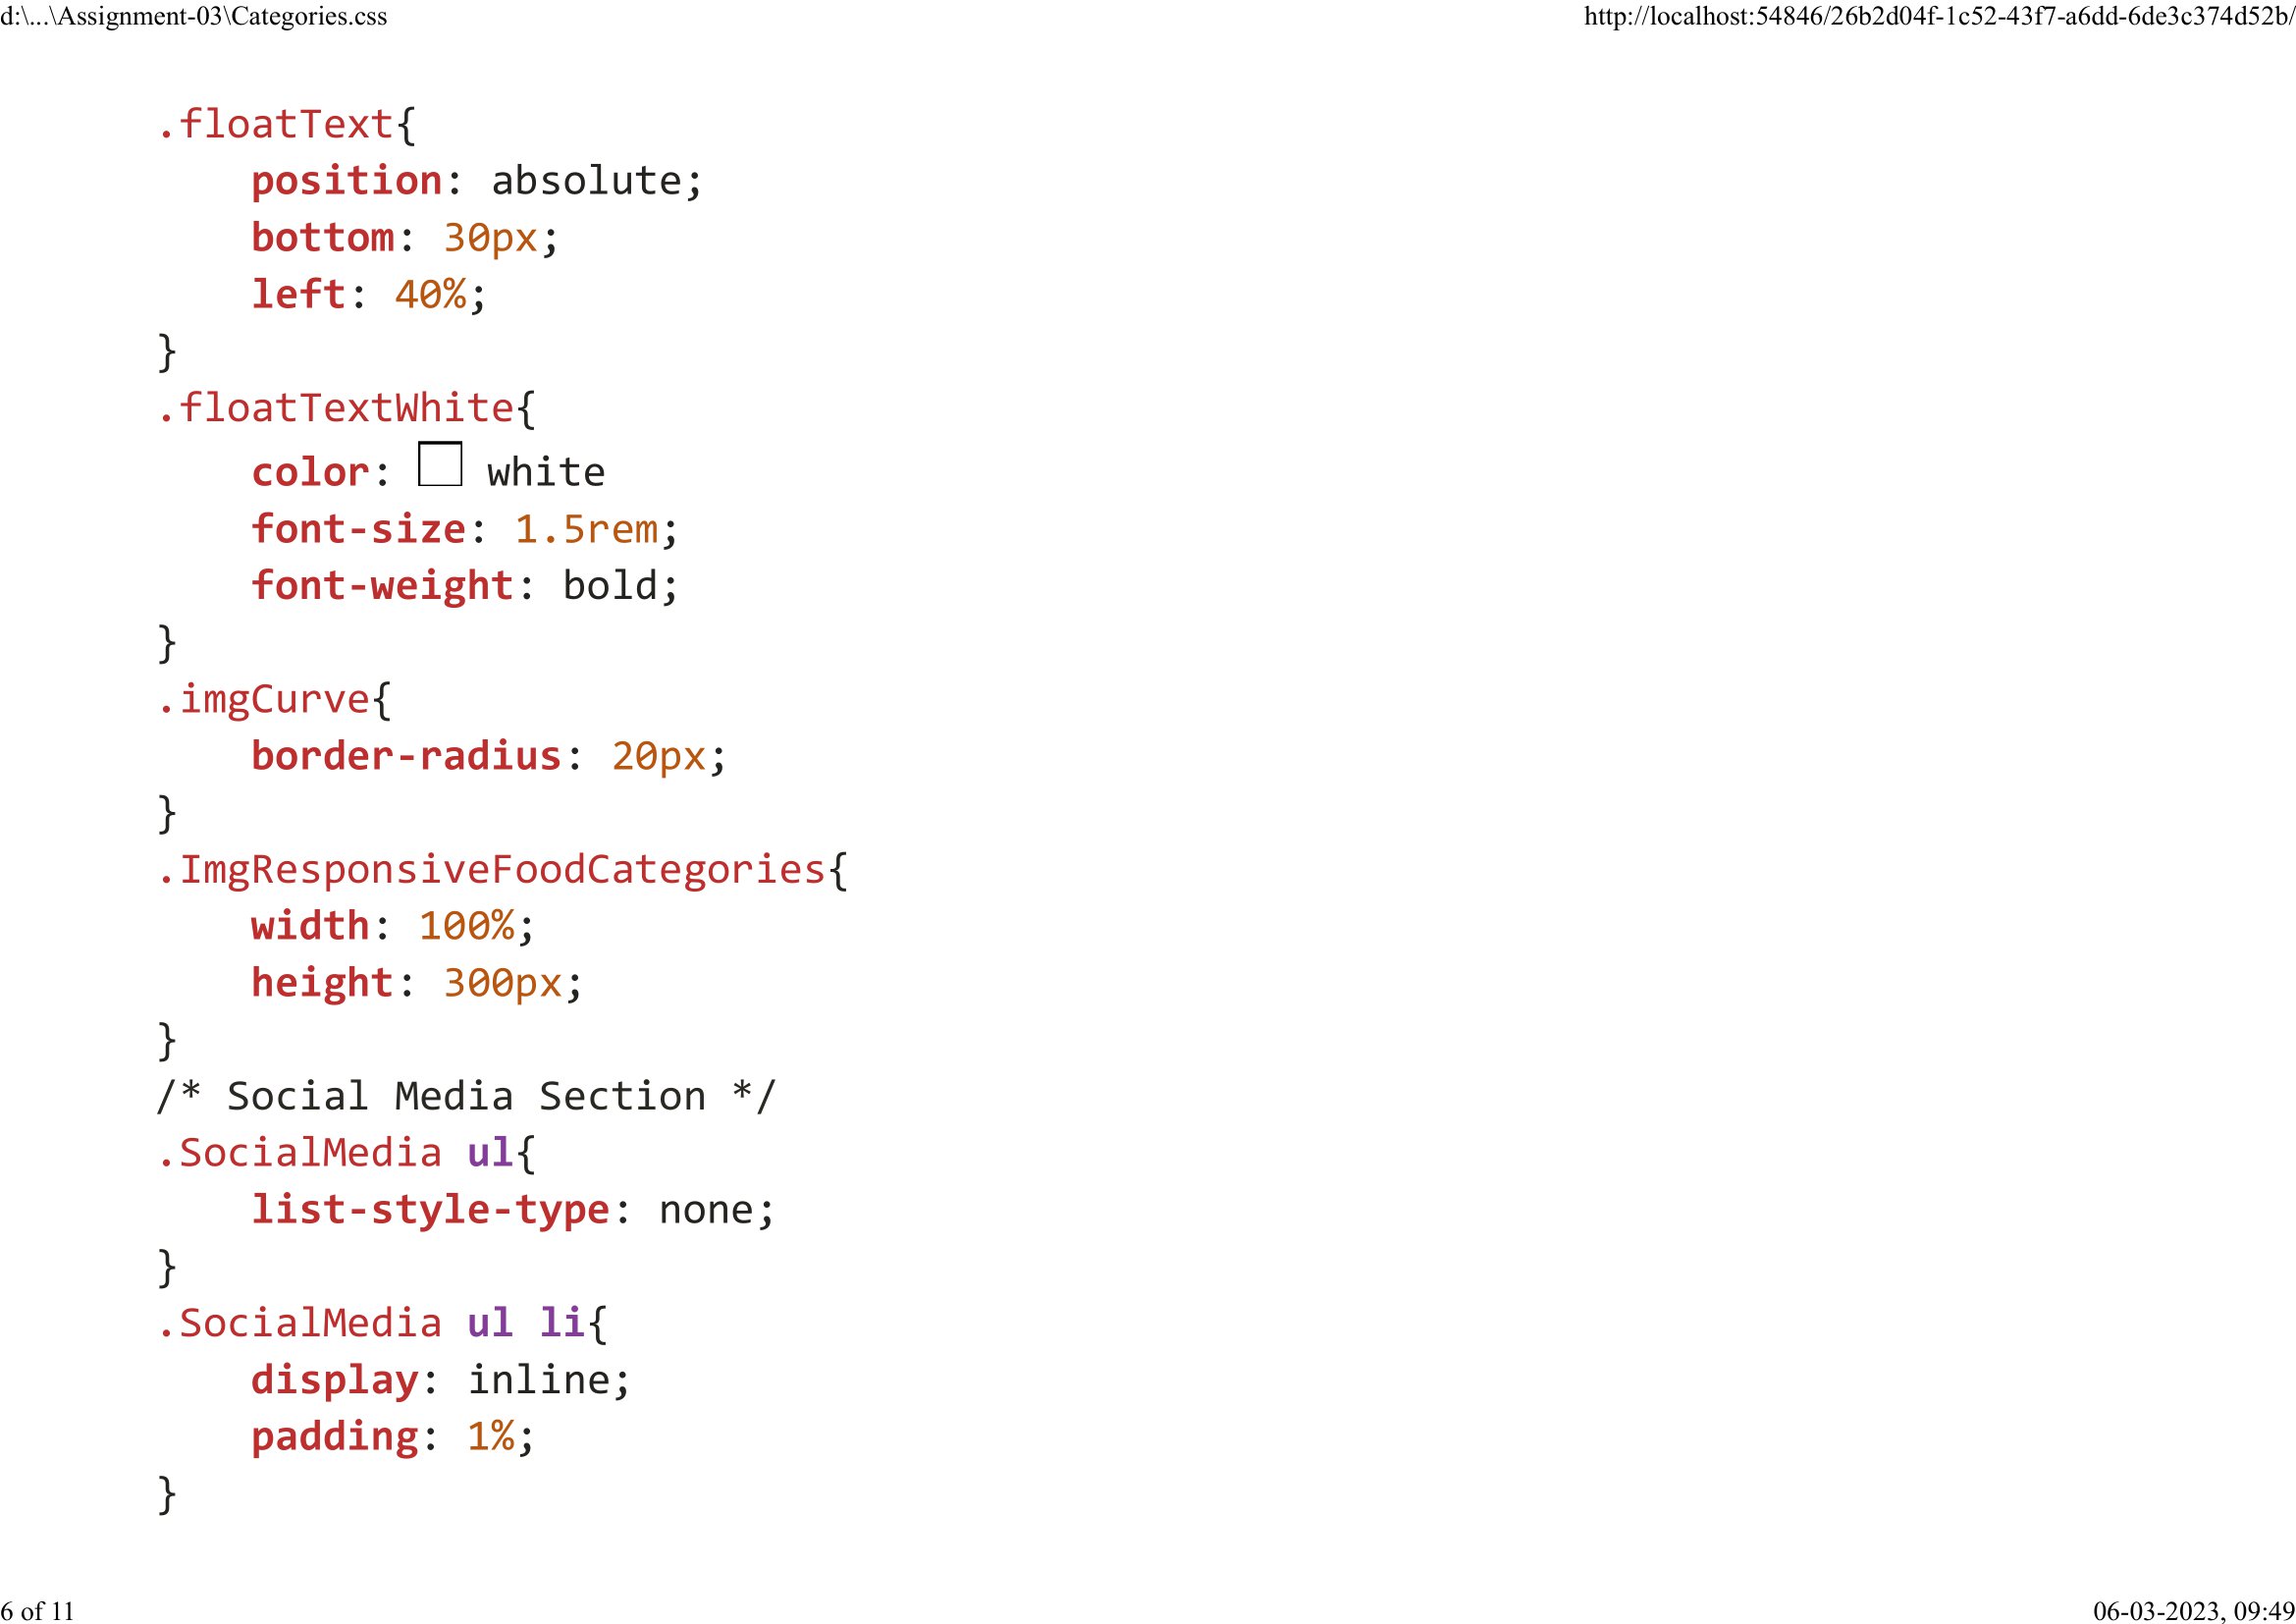 d:\...\Assignment-03\Categories.css http://localhost:54846/26b2d04f-1c52-43f7-a6dd-6de3c374d52b/
.floatText{
    position: absolute;
    bottom: 30px;
    left: 40%;
}
.floatTextWhite{
    color: white
    font-size: 1.5rem;
    font-weight: bold;
}
.imgCurve{
    border-radius: 20px;
}
.ImgResponsiveFoodCategories{
    width: 100%;
    height: 300px;
}
/* Social Media Section */
.SocialMedia ul{
    list-style-type: none;
}
.SocialMedia ul li{
    display: inline;
    padding: 1%;
}
6 of 11 06-03-2023, 09:49